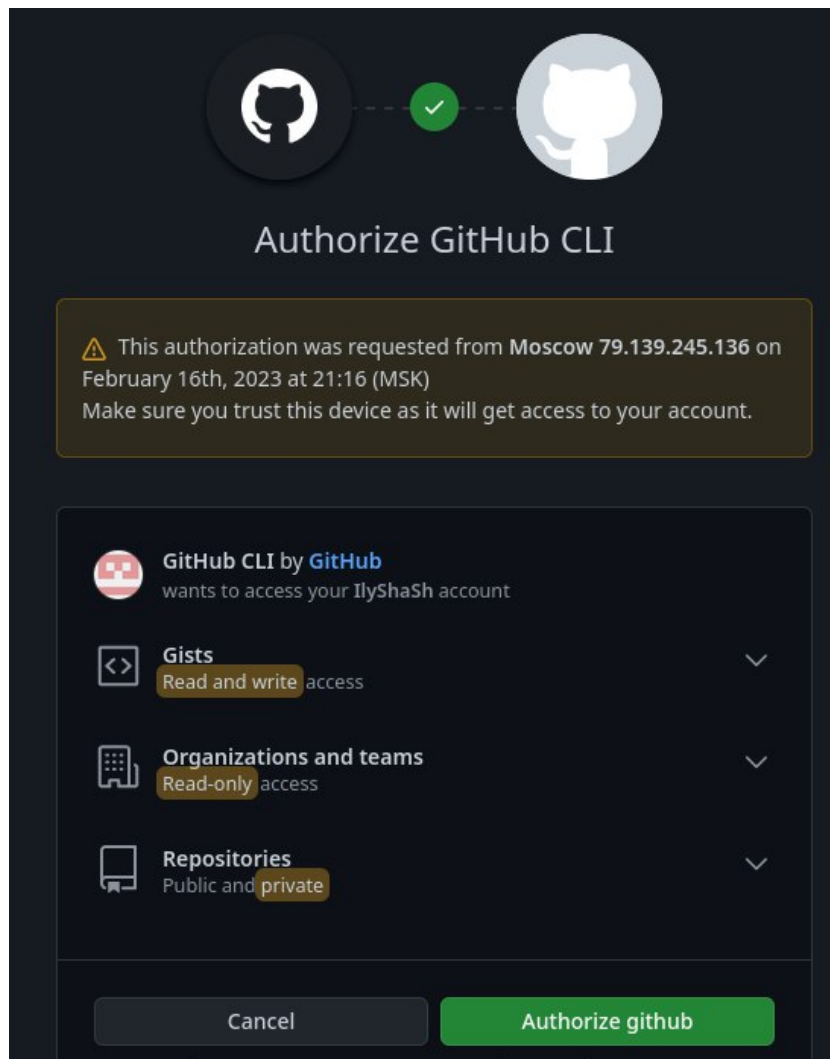 Authorize GitHub CLI
This authorization was requested from Moscow 79.139.245.136 on
February 16th, 2023 at 21:16 (MSK)
Make sure you trust this device as it will get access to your account.
GitHub CLI by GitHub
wants to access your IlyShaSh account
Gists
Read and write access
Organizations and teams
Read-only access
Repositories
Public and private
Cancel
Authorize github